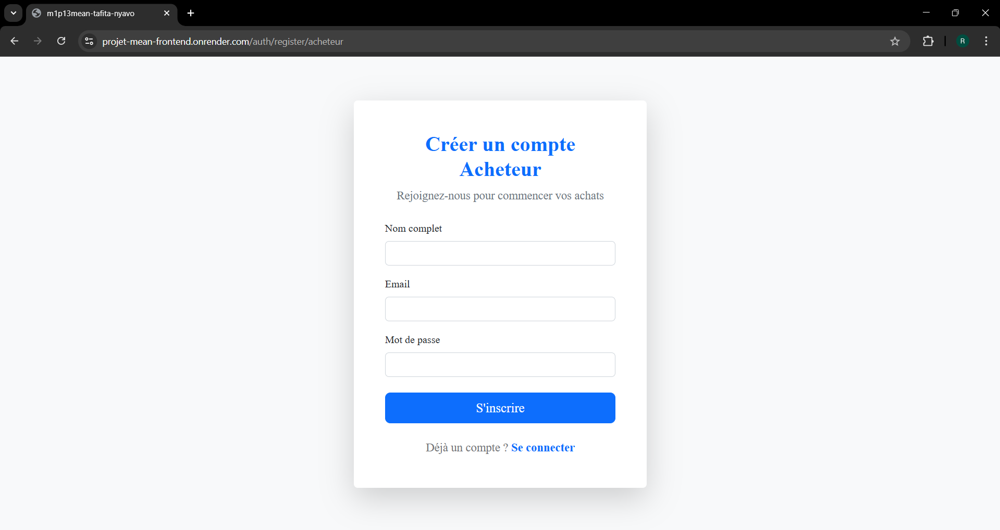 m1p13mean-tafita-nyavo
projet-mean-frontend.onrender.com/auth/register/acheteur
R
Créer un compte
Acheteur
Rejoignez-nous pour commencer vos achats
Nom complet
Email
Mot de passe
S'inscrire
Déjà un compte ? Se connecter